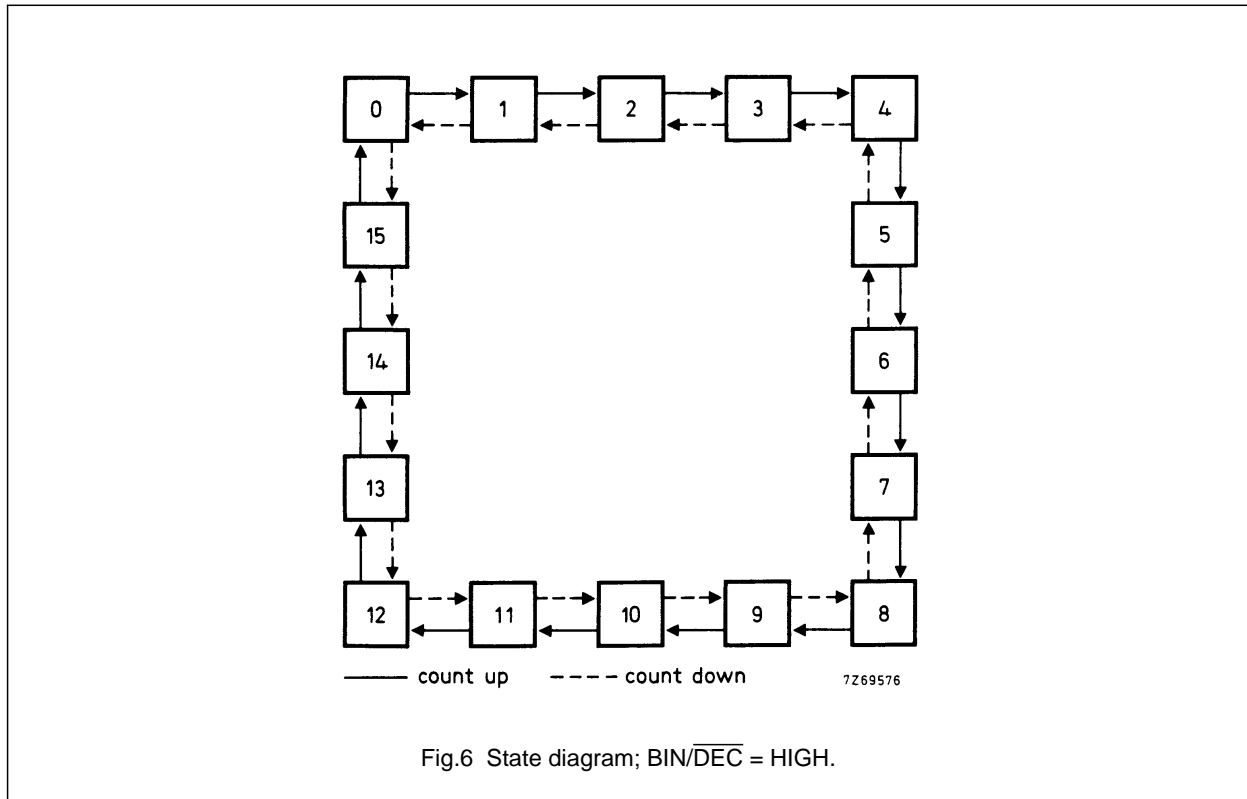 0 1 2 3 4
15 5
14 6
13 7
12 11 10 9 8
count up count down 7Z69576
Fig.6 State diagram; BIN/D̅E̅C̅ = HIGH.